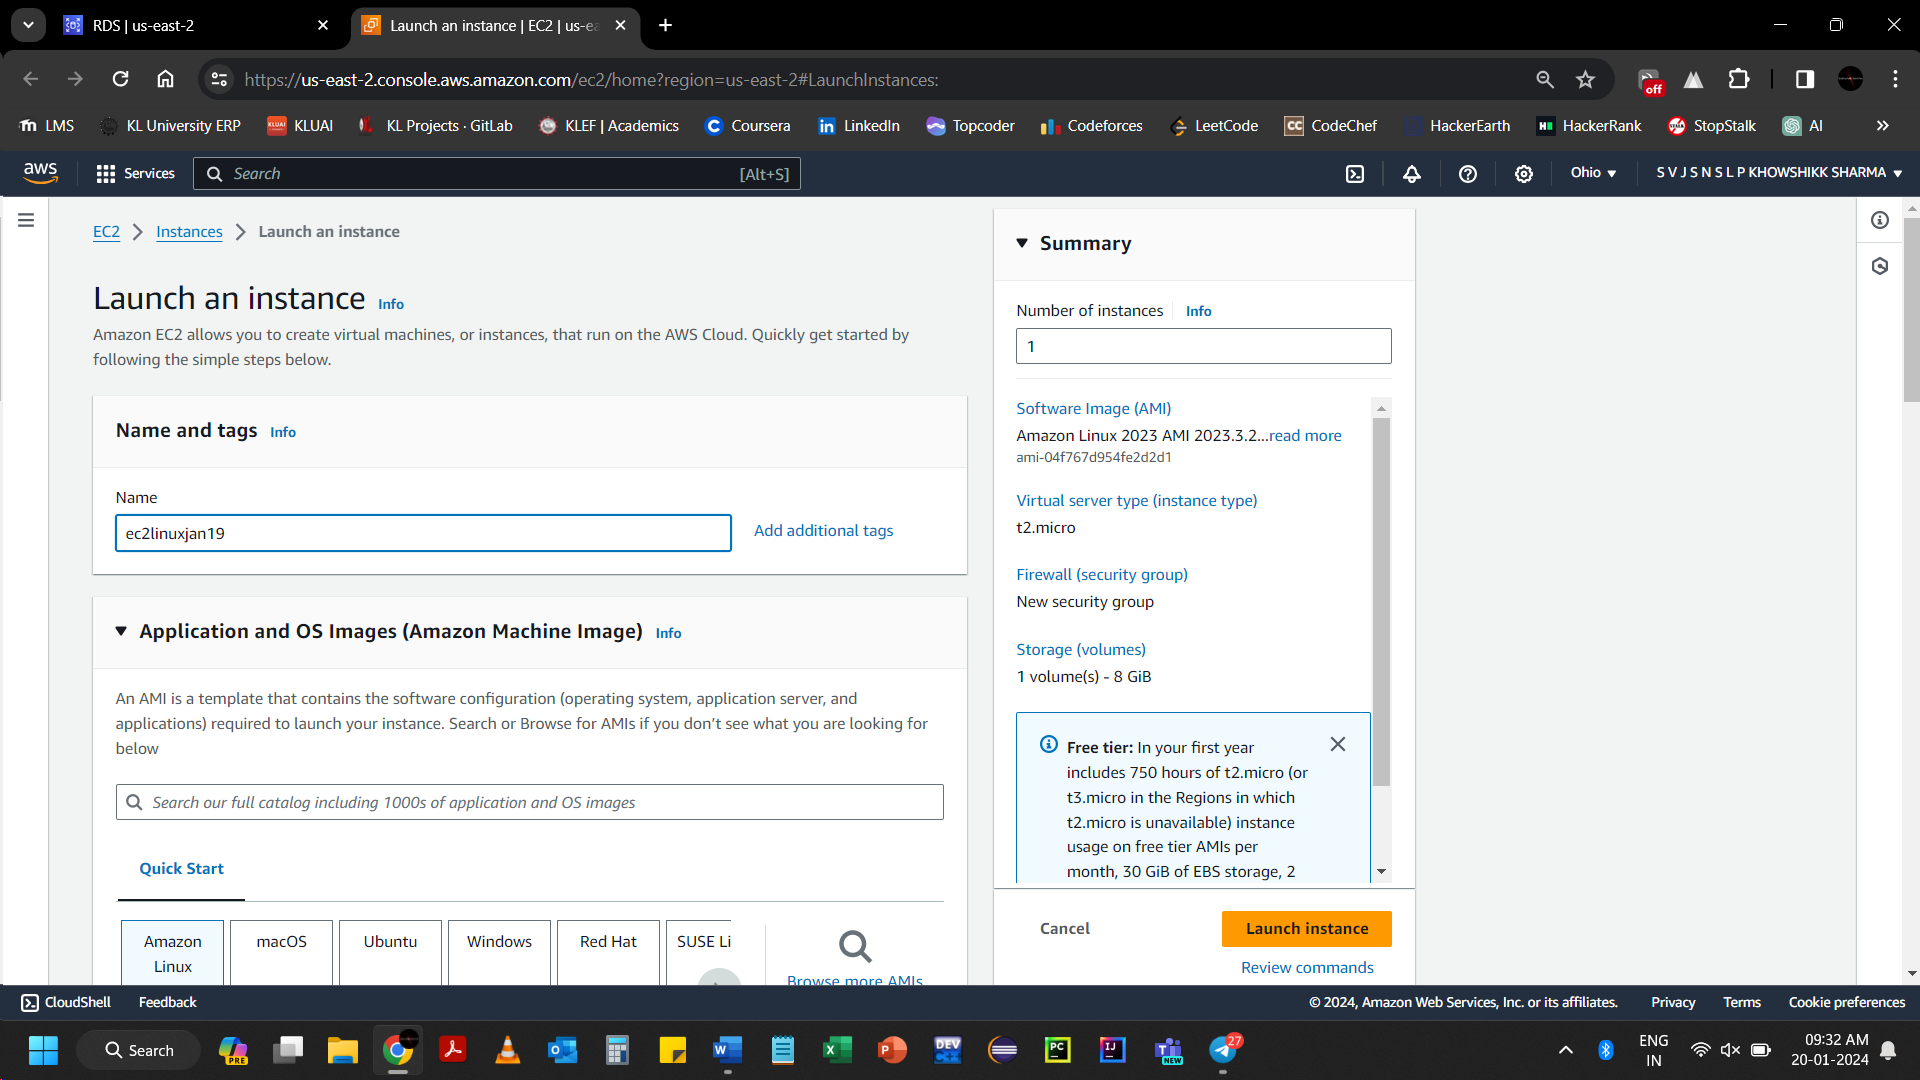 RDS | us-east-2
Launch an instance | EC2 | us-ea
https://us-east-2.console.aws.amazon.com/ec2/home?region=us-east-2#LaunchInstances:
off
LMS
KL University ERP
KLUAI
KL Projects · GitLab
KLEF | Academics
Coursera
LinkedIn
Topcoder
Codeforces
LeetCode
CodeChef
HackerEarth
HackerRank
StopStalk
AI
aws
Services
Search
[Alt+S]
Ohio
S V J S N S L P KHOWSHIKK SHARMA
EC2
Instances
Launch an instance
Launch an instance Info
Amazon EC2 allows you to create virtual machines, or instances, that run on the AWS Cloud. Quickly get started by
following the simple steps below.
Name and tags Info
Name
ec2linuxjan19
Add additional tags
Application and OS Images (Amazon Machine Image) Info
An AMI is a template that contains the software configuration (operating system, application server, and
applications) required to launch your instance. Search or Browse for AMIs if you don’t see what you are looking for
below
Search our full catalog including 1000s of application and OS images
Quick Start
Amazon
Linux
macOS
Ubuntu
Windows
Red Hat
SUSE Li
Browse more AMIs
Summary
Number of instances Info
1
Software Image (AMI)
Amazon Linux 2023 AMI 2023.3.2...read more
ami-04f767d954fe2d2d1
Virtual server type (instance type)
t2.micro
Firewall (security group)
New security group
Storage (volumes)
1 volume(s) - 8 GiB
Free tier: In your first year
includes 750 hours of t2.micro (or
t3.micro in the Regions in which
t2.micro is unavailable) instance
usage on free tier AMIs per
month, 30 GiB of EBS storage, 2
Cancel
Launch instance
Review commands
CloudShell
Feedback
© 2024, Amazon Web Services, Inc. or its affiliates.
Privacy
Terms
Cookie preferences
Search
PRE
DEV
C++
PC
IJ
NEW
27
ENG
IN
09:32 AM
20-01-2024